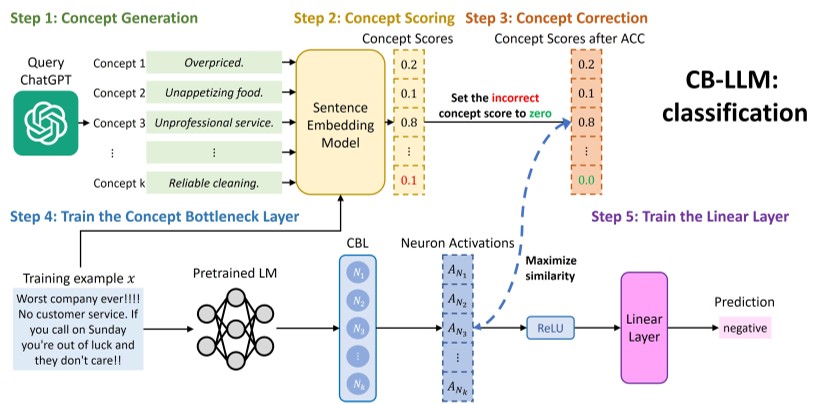 Step 1: Concept Generation
Step 2: Concept Scoring
Step 3: Concept Correction
Concept Scores
Concept Scores after ACC
Query
ChatGPT
Concept 1
Overpriced.
Concept 2
Unappetizing food.
Concept 3
Unprofessional service.
⋮
⋮
Concept k
Reliable cleaning.
Sentence
Embedding
Model
0.2
0.1
0.8
⋮
0.1
Set the incorrect
concept score to zero
0.2
0.1
0.8
⋮
0.0
CB-LLM:
classification
Step 4: Train the Concept Bottleneck Layer
Step 5: Train the Linear Layer
Training example x
Worst company ever!!!!
No customer service. If
you call on Sunday
you're out of luck and
they don't care!!
Pretrained LM
CBL
N₁
N₂
N₃
⋮
Nₖ
Neuron Activations
A_N₁
A_N₂
A_N₃
⋮
A_Nₖ
Maximize
similarity
ReLU
Linear
Layer
Prediction
negative